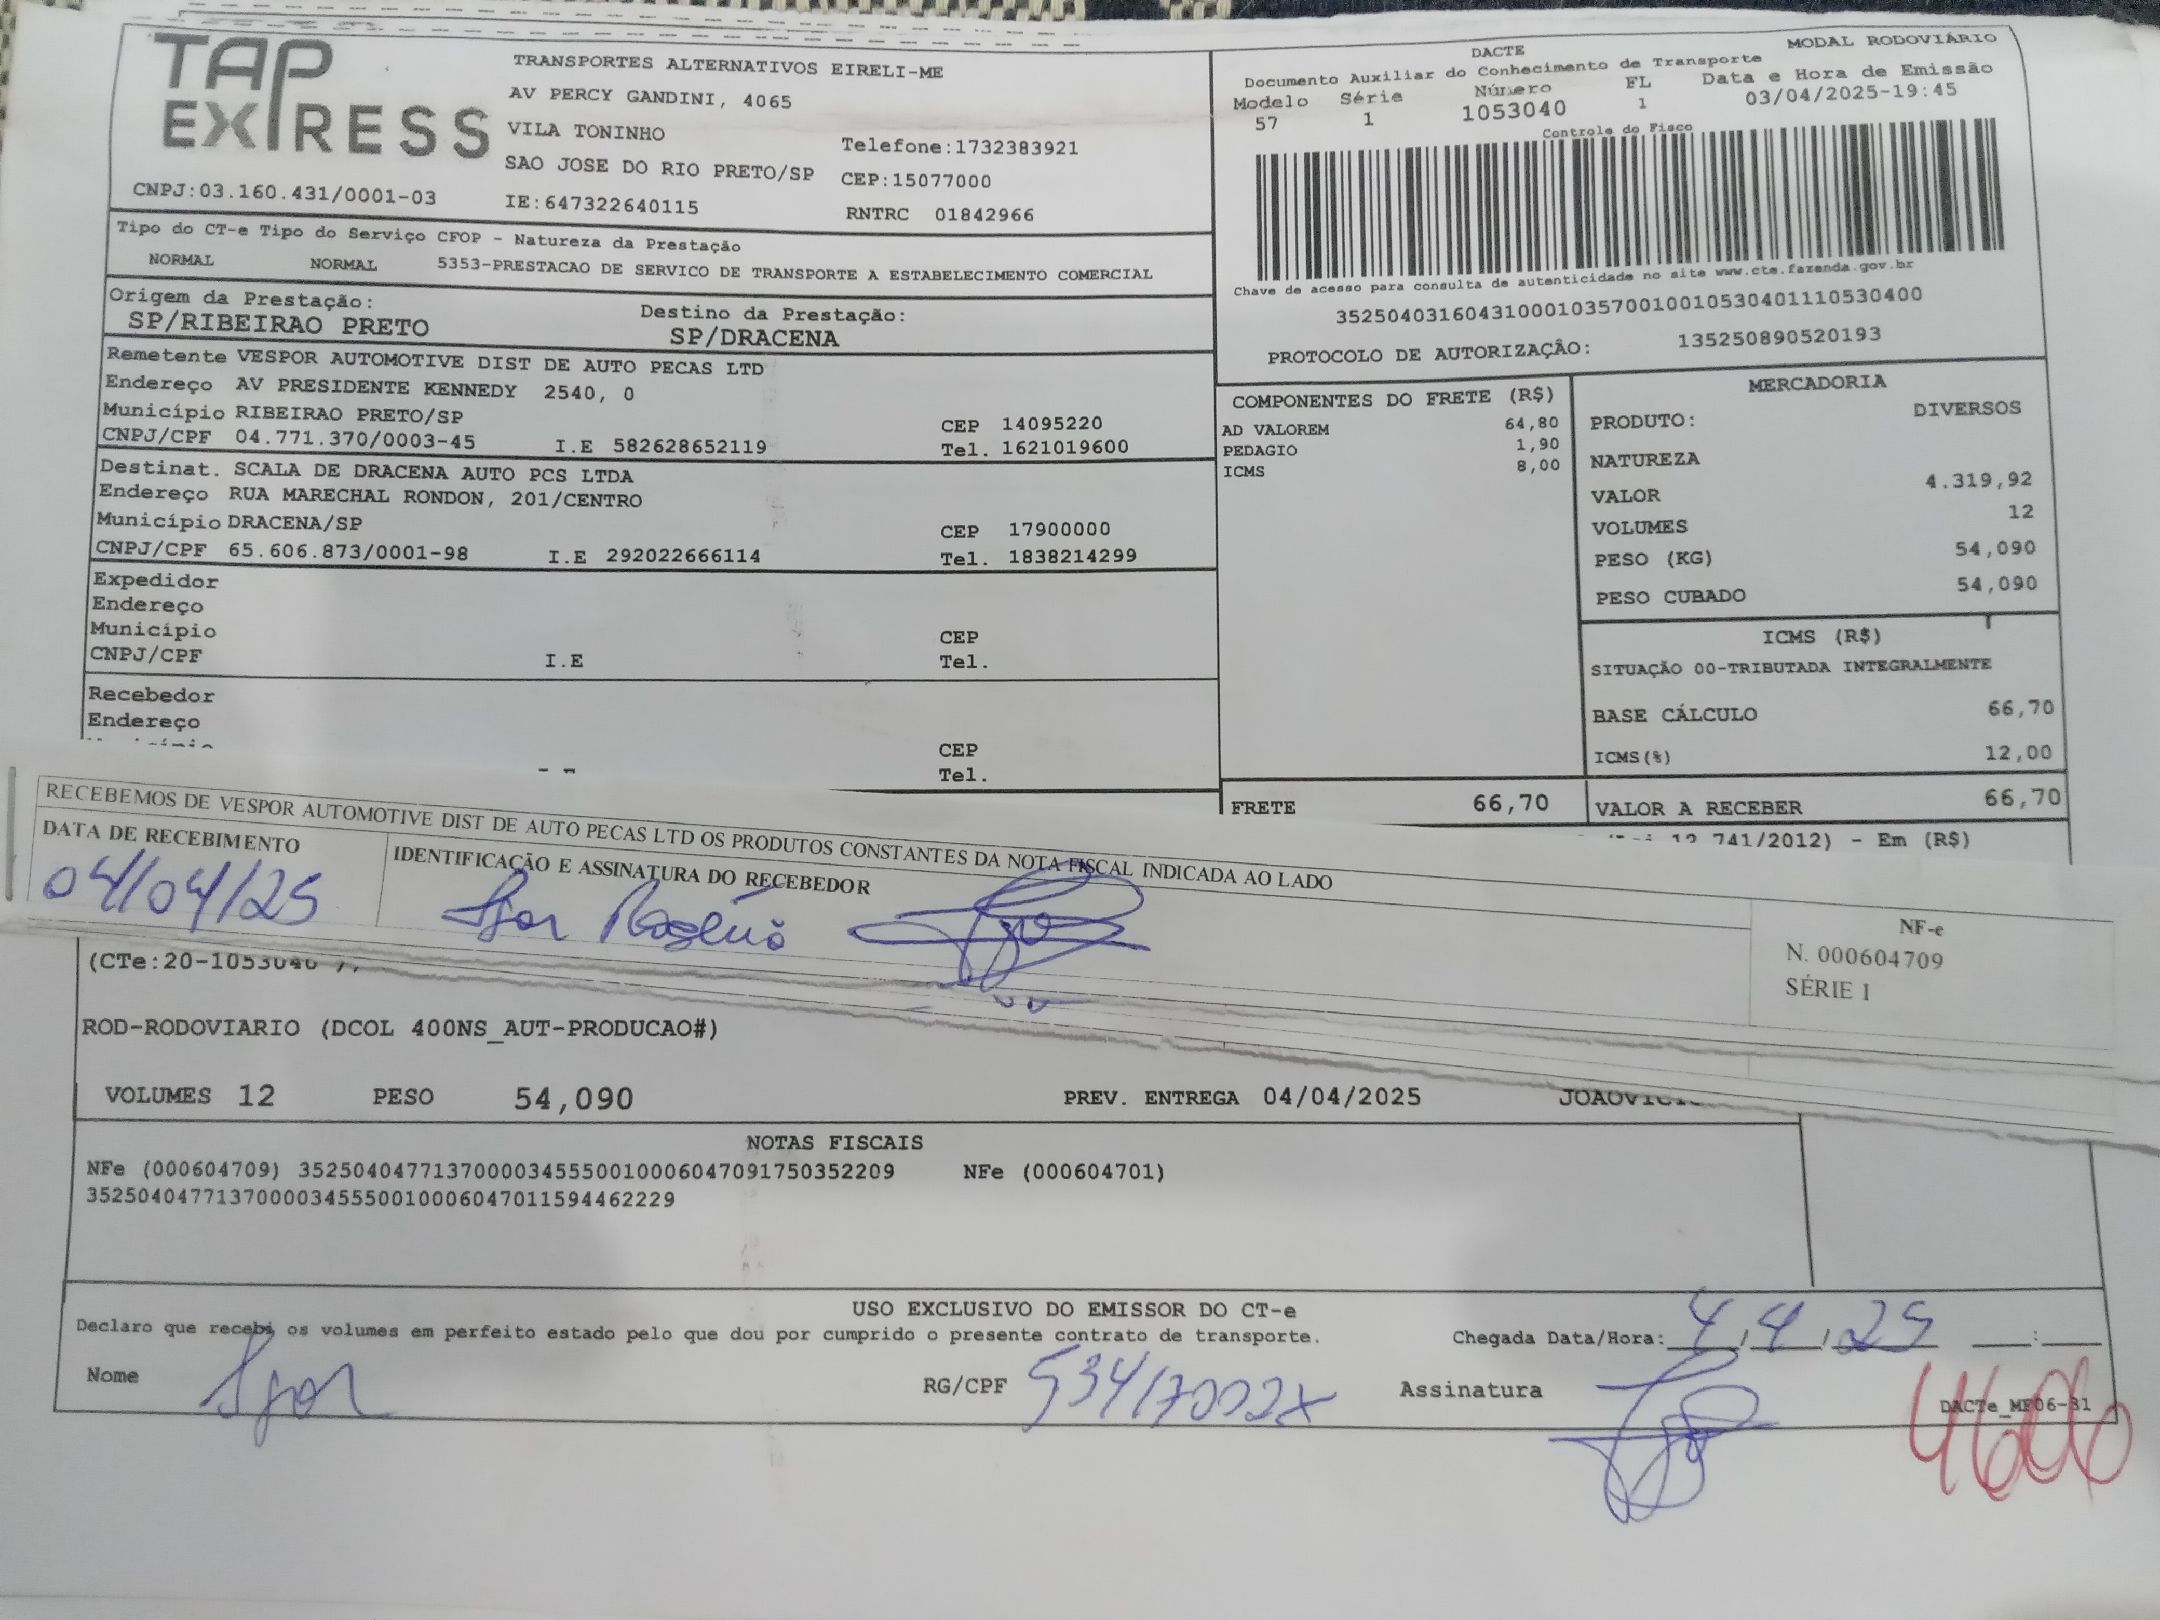 TAP EXPRESS
TRANSPORTES ALTERNATIVOS EIRELI-ME
AV PERCY GANDINI, 4065
VILA TONINHO
Telefone:1732383921
SAO JOSE DO RIO PRETO/SP CEP:15077000
CNPJ:03.160.431/0001-03 IE:647322640115 RNTRC 01842966
DACTE MODAL RODOVIÁRIO
Documento Auxiliar do Conhecimento de Transporte
Modelo Série Número FL Data e Hora de Emissão
57 1 1053040 1 03/04/2025-19:45
Controle do Fisco
Chave de acesso para consulta de autenticidade no site www.cte.fazenda.gov.br
35250403160431000103570010010530401110530400
PROTOCOLO DE AUTORIZAÇÃO: 135250890520193
Tipo do CT-e Tipo do Serviço CFOP - Natureza da Prestação
NORMAL NORMAL 5353-PRESTACAO DE SERVICO DE TRANSPORTE A ESTABELECIMENTO COMERCIAL
Origem da Prestação: Destino da Prestação:
SP/RIBEIRAO PRETO SP/DRACENA
Remetente VESPOR AUTOMOTIVE DIST DE AUTO PECAS LTD
Endereço AV PRESIDENTE KENNEDY 2540, 0
Município RIBEIRAO PRETO/SP CEP 14095220
CNPJ/CPF 04.771.370/0003-45 I.E 582628652119 Tel. 1621019600
Destinat. SCALA DE DRACENA AUTO PCS LTDA
Endereço RUA MARECHAL RONDON, 201/CENTRO
Município DRACENA/SP CEP 17900000
CNPJ/CPF 65.606.873/0001-98 I.E 292022666114 Tel. 1838214299
Expedidor
Endereço
Município CEP
CNPJ/CPF I.E Tel.
Recebedor
Endereço
CEP
Tel.
COMPONENTES DO FRETE (R$)
AD VALOREM 64,80
PEDAGIO 1,90
ICMS 8,00
FRETE 66,70
MERCADORIA
PRODUTO: DIVERSOS
NATUREZA
VALOR 4.319,92
VOLUMES 12
PESO (KG) 54,090
PESO CUBADO 54,090
ICMS (R$)
SITUAÇÃO 00-TRIBUTADA INTEGRALMENTE
BASE CÁLCULO 66,70
ICMS(%) 12,00
VALOR A RECEBER 66,70
12 741/2012) - Em (R$)
RECEBEMOS DE VESPOR AUTOMOTIVE DIST DE AUTO PECAS LTD OS PRODUTOS CONSTANTES DA NOTA FISCAL INDICADA AO LADO
DATA DE RECEBIMENTO IDENTIFICAÇÃO E ASSINATURA DO RECEBEDOR
04/04/25 Igor Rogério
NF-e
N. 000604709
SÉRIE 1
(CTe:20-1053040 ),
ROD-RODOVIARIO (DCOL 400NS_AUT-PRODUCAO#)
VOLUMES 12 PESO 54,090 PREV. ENTREGA 04/04/2025
NOTAS FISCAIS
NFe (000604709) 35250404771370000345550010006047091750352209 NFe (000604701)
35250404771370000345550010006047011594462229
USO EXCLUSIVO DO EMISSOR DO CT-e
Declaro que recebi os volumes em perfeito estado pelo que dou por cumprido o presente contrato de transporte. Chegada Data/Hora: 4/4/25 :
Nome Igor RG/CPF 53417002X Assinatura
DACTe_MF06-31
4606